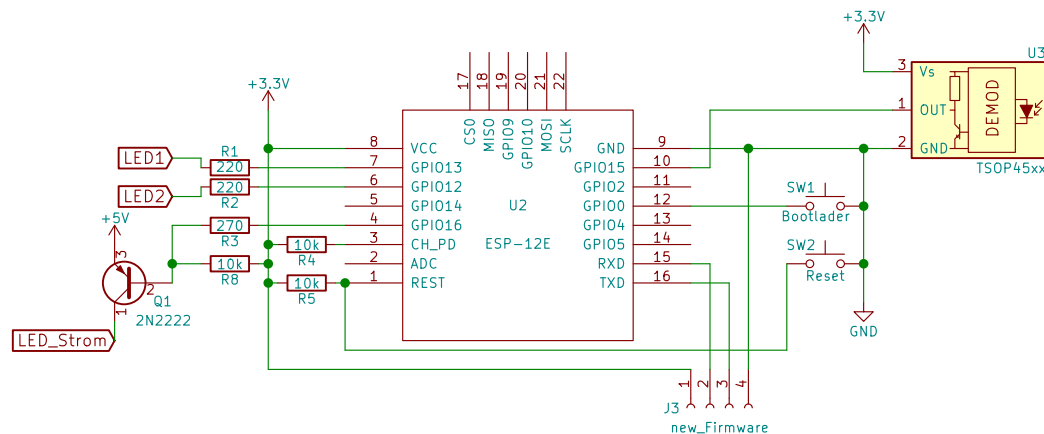 +3.3V
U3
3
Vs
1
OUT
2
GND
DEMOD
TSOP45xx
+3.3V
17
18
19
20
21
22
CS0
MISO
GPIO9
GPIO10
MOSI
SCLK
LED1
R1
220
LED2
220
R2
+5V
270
R3
10k
R8
10k
R4
10k
R5
8
VCC
7
GPIO13
6
GPIO12
5
GPIO14
4
GPIO16
3
CH_PD
2
ADC
1
REST
U2
ESP-12E
GND
9
GPIO15
10
GPIO2
11
GPIO0
12
GPIO4
13
GPIO5
14
RXD
15
TXD
16
SW1
Bootlader
SW2
Reset
GND
3
2
1
Q1
2N2222
LED_Strom
J3
1
2
3
4
new_Firmware